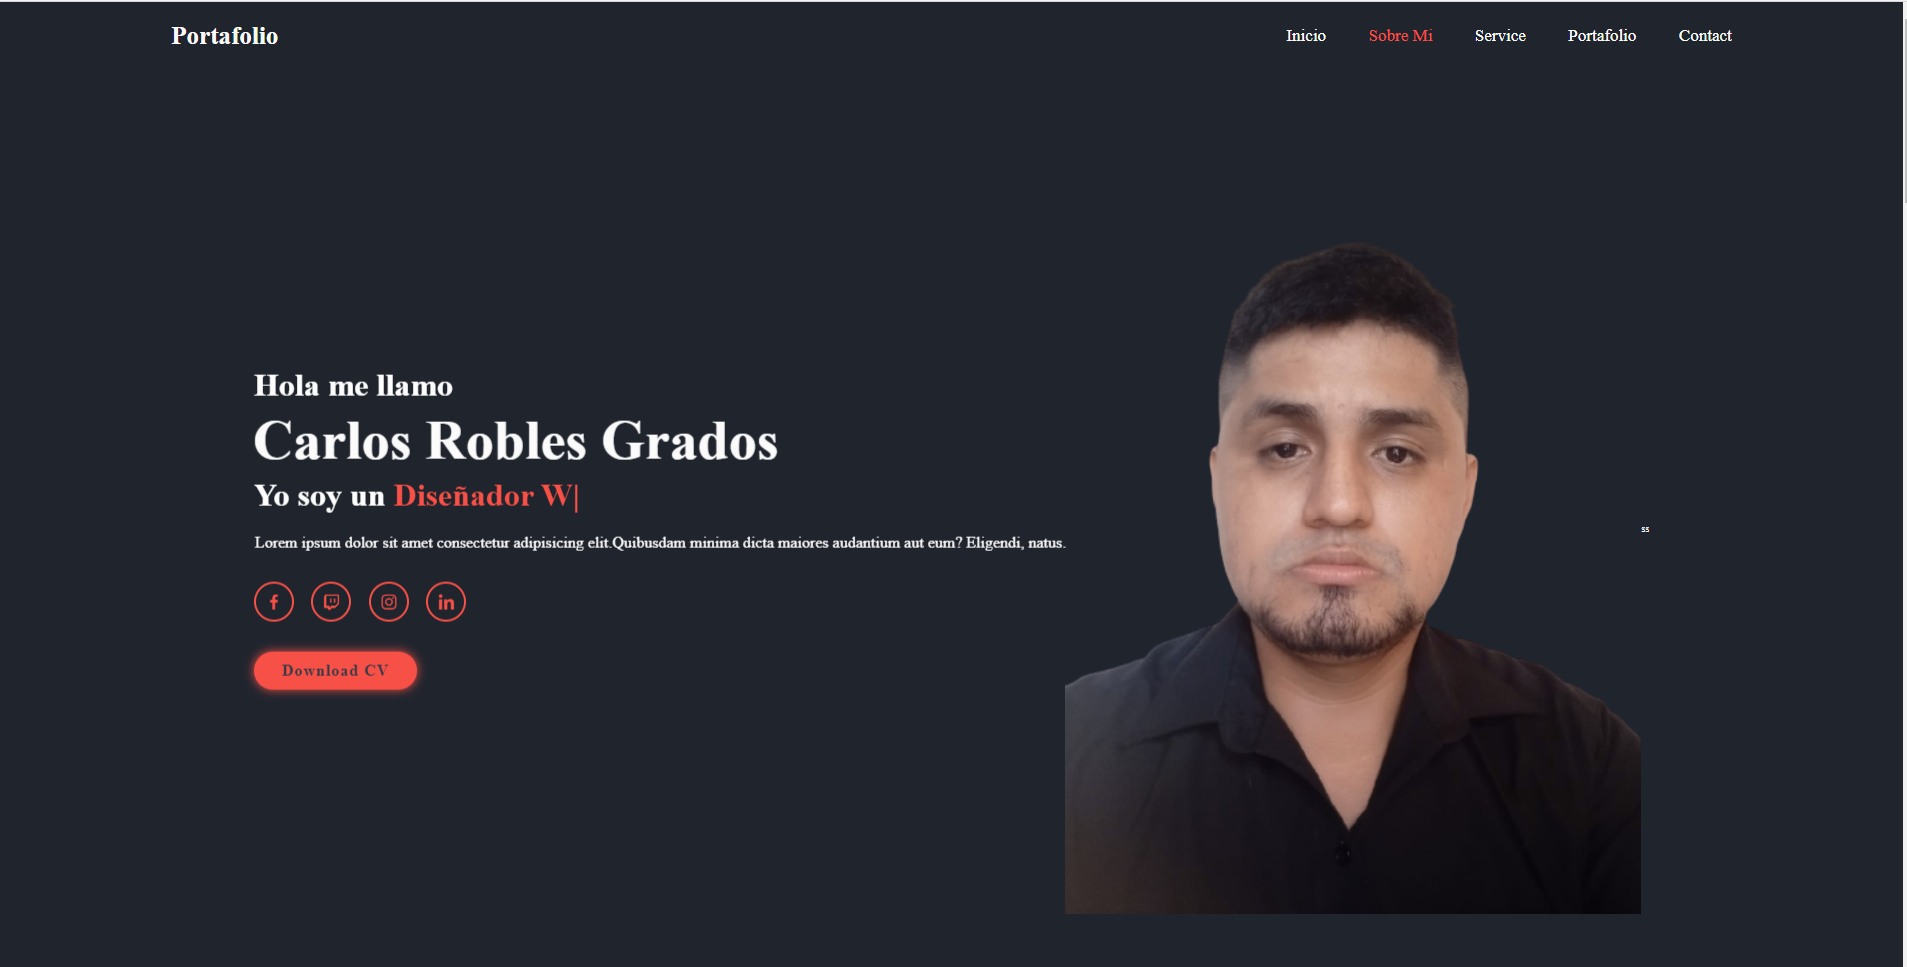 Portafolio
Inicio Sobre Mi Service Portafolio Contact
Hola me llamo
Carlos Robles Grados
Yo soy un Diseñador W|
Lorem ipsum dolor sit amet consectetur adipisicing elit.Quibusdam minima dicta maiores audantium aut eum? Eligendi, natus.
ss
Download CV